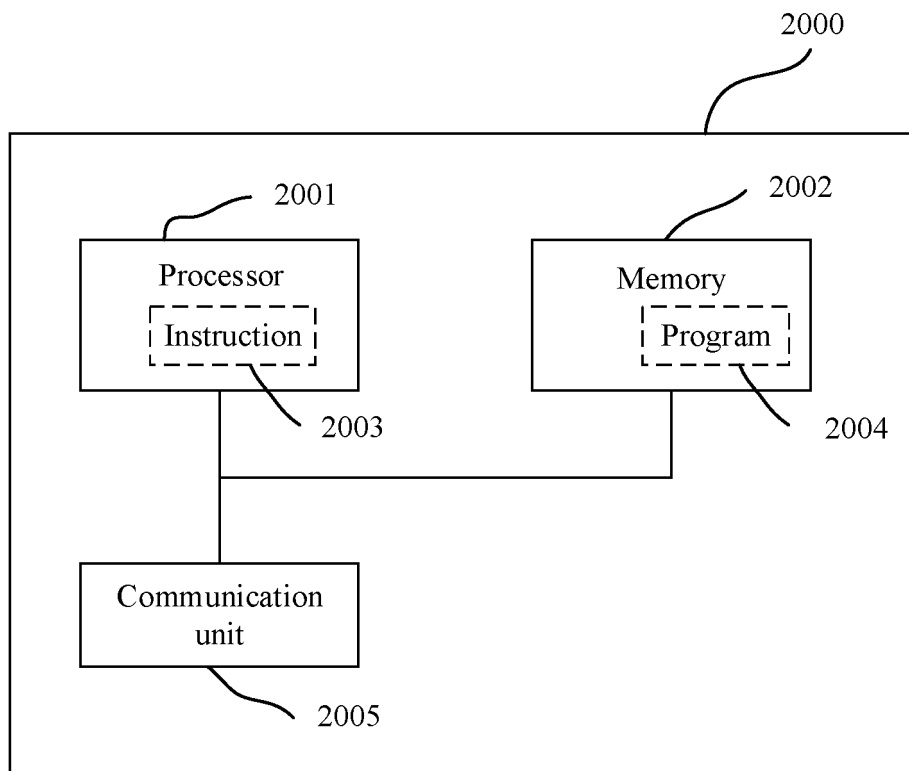 2000
2001
2002
Processor
Memory
Instruction
Program
2003
2004
Communication
unit
2005